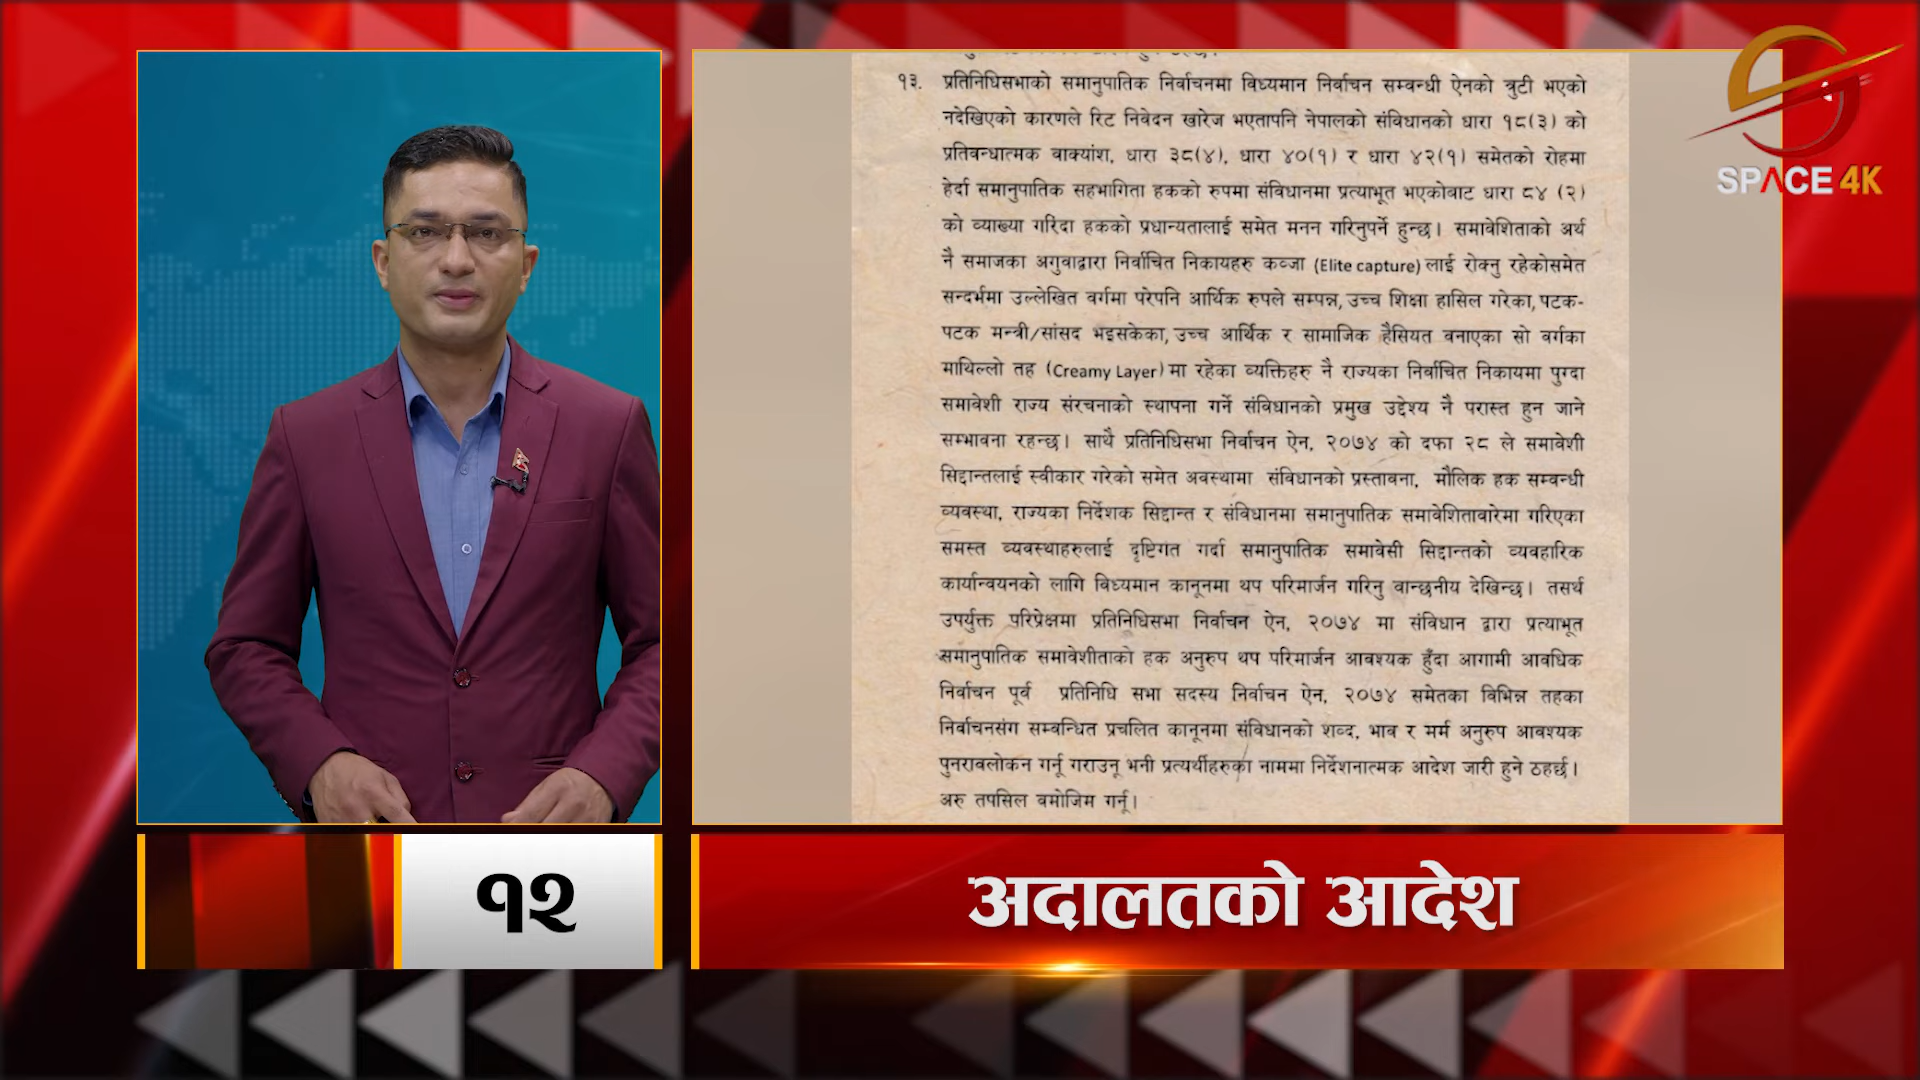 १३. प्रतिनिधिसभाको समानुपातिक निर्वाचनमा विध्यमान निर्वाचन सम्बन्धी ऐनको त्रुटी भएको
नदेखिएको कारणले रिट निवेदन खारेज भएतापनि नेपालको संविधानको धारा १८(३) को
प्रतिवन्धात्मक वाक्यांश, धारा ३८(४), धारा ४०(१) र धारा ४२(१) समेतको रोहमा
हेर्दा समानुपातिक सहभागिता हकको रुपमा संविधानमा प्रत्याभूत भएकोबाट धारा ८४ (२)
को व्याख्या गरिंदा हकको प्रधान्यतालाई समेत मनन गरिनुपर्ने हुन्छ। समावेशिताको अर्थ
नै समाजका अगुवाद्वारा निर्वाचित निकायहरु कव्जा (Elite capture) लाई रोक्नु रहेकोसमेत
सन्दर्भमा उल्लेखित वर्गमा परेपनि आर्थिक रुपले सम्पन्न, उच्च शिक्षा हासिल गरेका, पटक-
पटक मन्त्री/सांसद भइसकेका, उच्च आर्थिक र सामाजिक हैसियत वनाएका सो वर्गका
माथिल्लो तह (Creamy Layer) मा रहेका व्यक्तिहरु नै राज्यका निर्वाचित निकायमा पुग्दा
समावेशी राज्य संरचनाको स्थापना गर्ने संविधानको प्रमुख उद्देश्य नै परास्त हुन जाने
सम्भावना रहन्छ। साथै प्रतिनिधिसभा निर्वाचन ऐन, २०७४ को दफा २८ ले समावेशी
सिद्दान्तलाई स्वीकार गरेको समेत अवस्थामा संविधानको प्रस्तावना, मौलिक हक सम्वन्धी
व्यवस्था, राज्यका निर्देशक सिद्दान्त र संविधानमा समानुपातिक समावेशितावारेमा गरिएका
समस्त व्यवस्थाहरुलाई दृष्टिगत गर्दा समानुपातिक समावेसी सिद्दान्तको व्यवहारिक
कार्यान्वयनको लागि विध्यमान कानूनमा थप परिमार्जन गरिनु वान्छनीय देखिन्छ। तसर्थ
उपर्युक्त परिप्रेक्षमा प्रतिनिधिसभा निर्वाचन ऐन, २०७४ मा संविधान द्वारा प्रत्याभूत
समानुपातिक समावेशीताको हक अनुरुप थप परिमार्जन आवश्यक हुँदा आगामी आवधिक
निर्वाचन पूर्व प्रतिनिधि सभा सदस्य निर्वाचन ऐन, २०७४ समेतका विभिन्न तहका
निर्वाचनसंग सम्बन्धित प्रचलित कानूनमा संविधानको शव्द, भाव र मर्म अनुरुप आवश्यक
पुनरावलोकन गर्नू गराउनू भनी प्रत्यर्थीहरुका नाममा निर्देशनात्मक आदेश जारी हुने ठहर्छ।
अरु तपसिल वमोजिम गर्नू।
SPACE 4K
१२
अदालतको आदेश